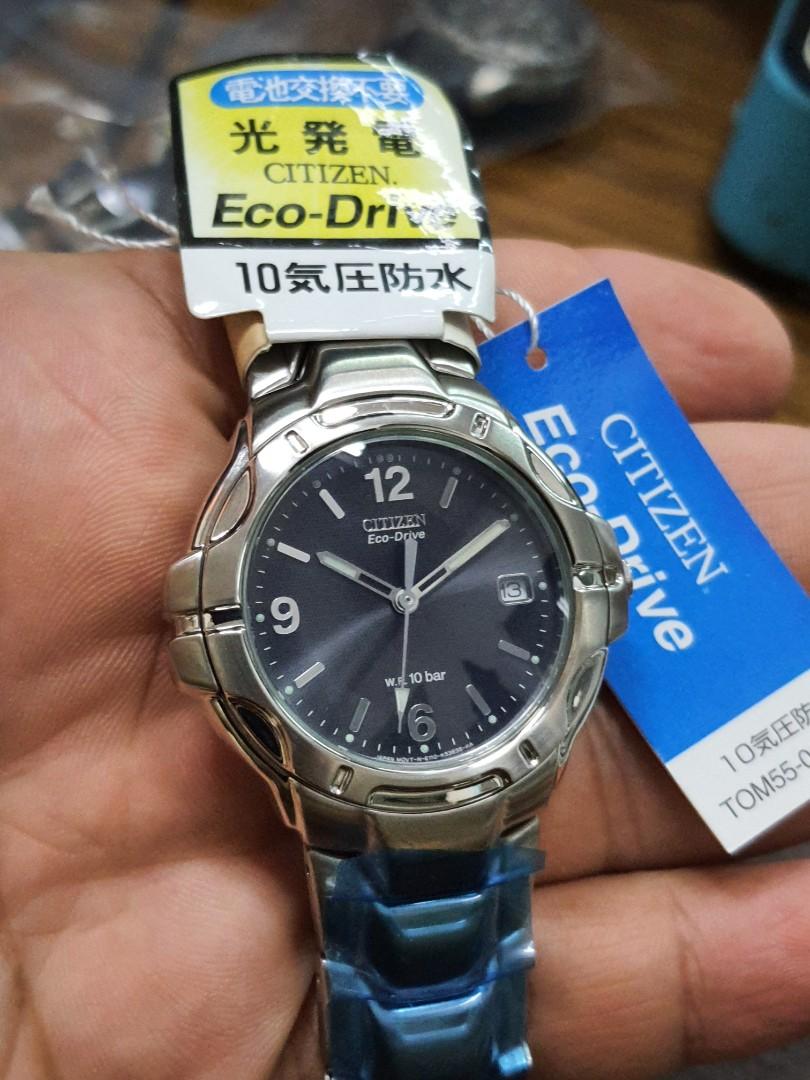 電池交換不要
光発電
CITIZEN.
Eco-Drive
10気圧防水
CITIZEN
Eco-Drive
10気圧防
TOM55-0
12
CITIZEN
Eco-Drive
13
9
W.R. 10 bar
6